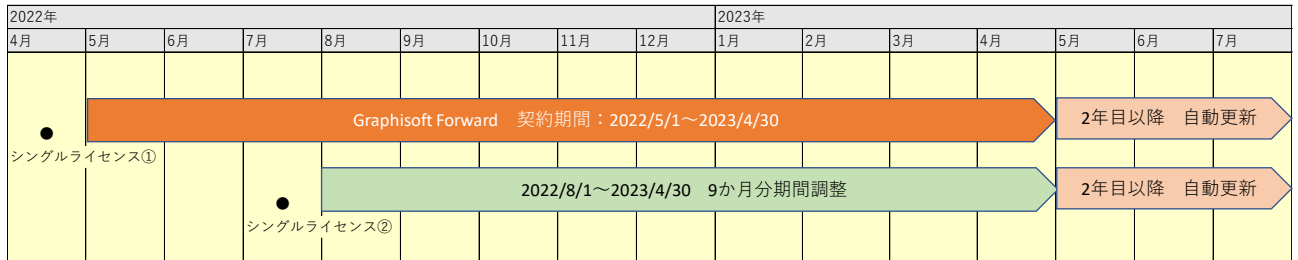 2022年 2023年
4月 5月 6月 7月 8月 9月 10月 11月 12月 1月 2月 3月 4月 5月 6月 7月
Graphisoft Forward　契約期間：2022/5/1～2023/4/30 2年目以降　自動更新
シングルライセンス①
2022/8/1～2023/4/30　9か月分期間調整 2年目以降　自動更新
シングルライセンス②